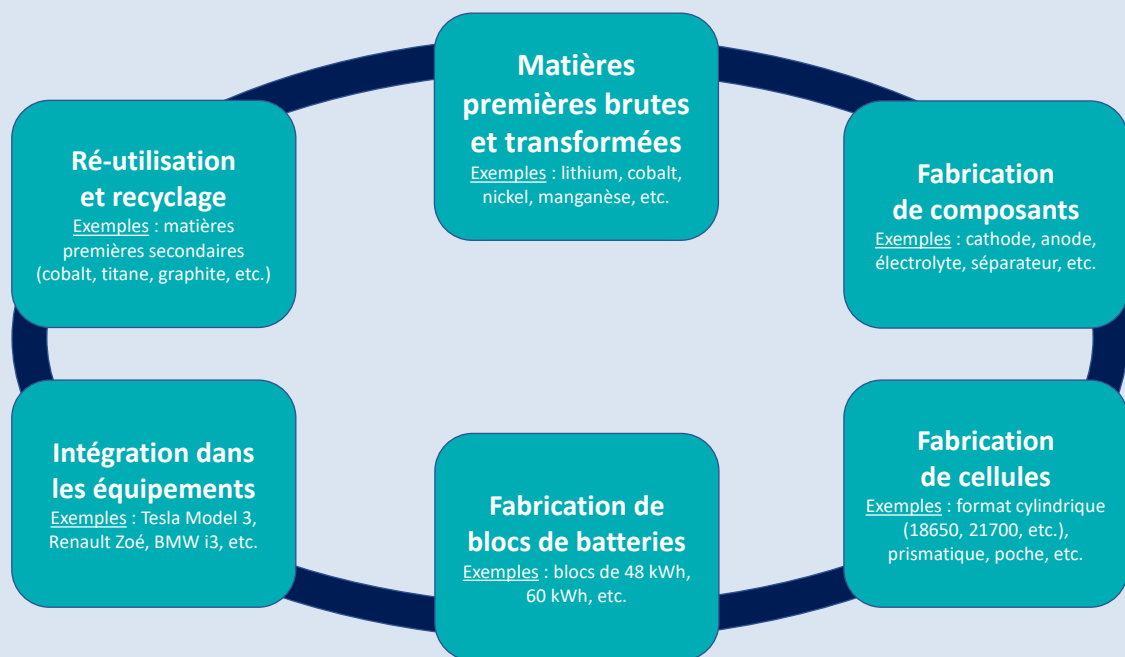 Matières
premières brutes
et transformées
Exemples : lithium, cobalt,
nickel, manganèse, etc.
Fabrication
de composants
Exemples : cathode, anode,
électrolyte, séparateur, etc.
Fabrication
de cellules
Exemples : format cylindrique
(18650, 21700, etc.),
prismatique, poche, etc.
Fabrication de
blocs de batteries
Exemples : blocs de 48 kWh,
60 kWh, etc.
Intégration dans
les équipements
Exemples : Tesla Model 3,
Renault Zoé, BMW i3, etc.
Ré-utilisation
et recyclage
Exemples : matières
premières secondaires
(cobalt, titane, graphite, etc.)